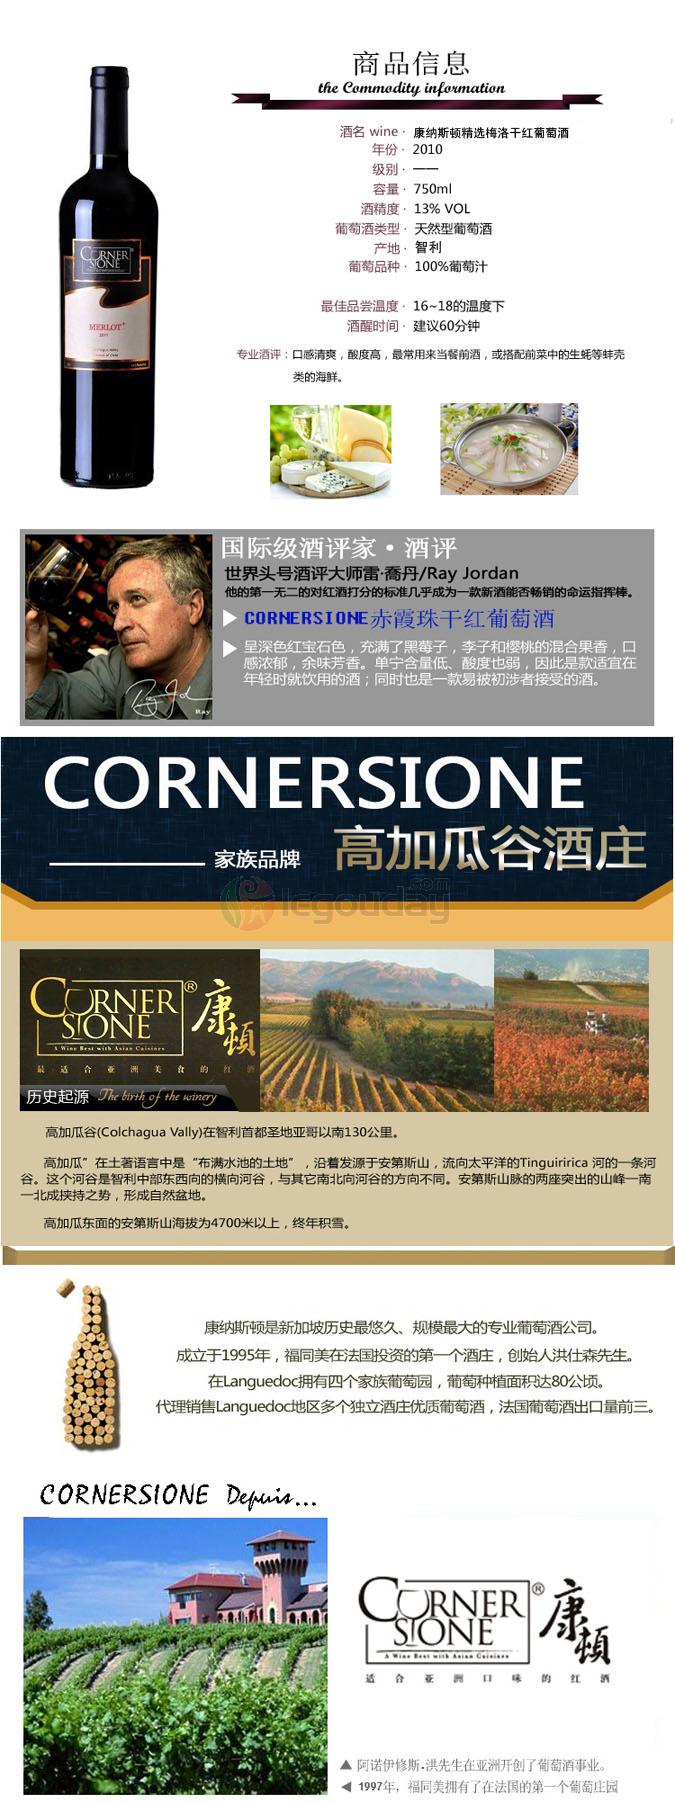 商品信息
the Commodity information
酒名 wine · 康纳斯顿精选梅洛干红葡萄酒
年份 · 2010
级别 · 一一
容量 · 750ml
酒精度 · 13% VOL
葡萄酒类型 · 天然型葡萄酒
产地 · 智利
葡萄品种 · 100%葡萄汁
最佳品尝温度 · 16~18的温度下
酒醒时间 · 建议60分钟
专业酒评：口感清爽，酸度高，最常用来当餐前酒，或搭配前菜中的生蚝等蚌壳
类的海鲜。
CORNER
SIONE
MERLOT
国际级酒评家 · 酒评
世界头号酒评大师雷·喬丹/Ray Jordan
他的第一无二的对红酒打分的标准几乎成为一款新酒能否畅销的命运指挥棒。
CORNERSIONE赤霞珠干红葡萄酒
呈深色红宝石色，充满了黑莓子，李子和樱桃的混合果香，口
感浓郁，余味芳香。单宁含量低、酸度也弱，因此是款适宜在
年轻时就饮用的酒；同时也是一款易被初涉者接受的酒。
Ray
CORNERSIONE
家族品牌 高加瓜谷酒庄
legouday.com
CORNER
SIONE
® 康頓
A Wine Best with Asian Cuisines
最适合亚洲美食的红酒
历史起源 The birth of the winery
高加瓜谷(Colchagua Vally)在智利首都圣地亚哥以南130公里。
高加瓜”在土著语言中是“布满水池的土地”，沿着发源于安第斯山，流向太平洋的Tinguiririca 河的一条河
谷。这个河谷是智利中部东西向的横向河谷，与其它南北向河谷的方向不同。安第斯山脉的两座突出的山峰一南
一北成挟持之势，形成自然盆地。
高加瓜东面的安第斯山海拔为4700米以上，终年积雪。
康纳斯顿是新加坡历史最悠久、规模最大的专业葡萄酒公司。
成立于1995年，福同美在法国投资的第一个酒庄，创始人洪仕森先生。
在Languedoc拥有四个家族葡萄园，葡萄种植面积达80公顷。
代理销售Languedoc地区多个独立酒庄优质葡萄酒，法国葡萄酒出口量前三。
CORNERSIONE Depuis...
CORNER
SIONE
® 康頓
A Wine Best with Asian Cuisines
适合亚洲口味的红酒
▲ 阿诺伊修斯.洪先生在亚洲开创了葡萄酒事业。
◀ 1997年，福同美拥有了在法国的第一个葡萄庄园